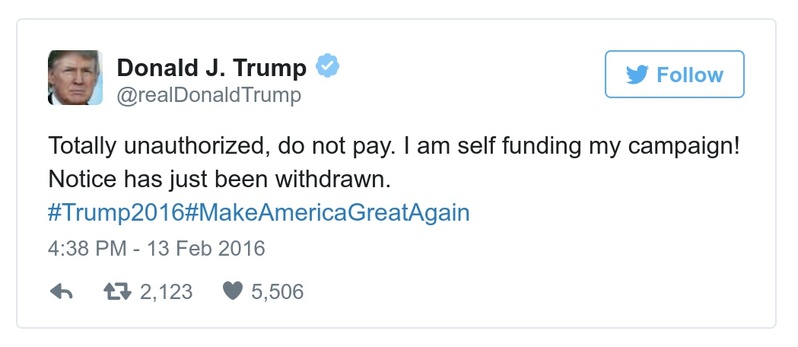 Donald J. Trump
@realDonaldTrump
Follow
Totally unauthorized, do not pay. I am self funding my campaign!
Notice has just been withdrawn.
#Trump2016#MakeAmericaGreatAgain
4:38 PM - 13 Feb 2016
2,123 5,506